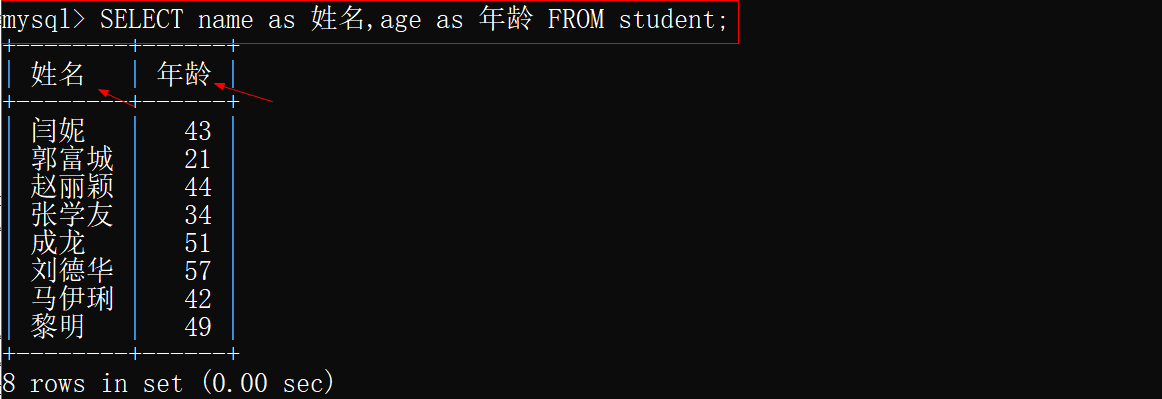 mysql> SELECT name as 姓名,age as 年龄 FROM student;
+--------+------+
| 姓名   | 年龄 |
+--------+------+
| 闫妮   |   43 |
| 郭富城 |   21 |
| 赵丽颖 |   44 |
| 张学友 |   34 |
| 成龙   |   51 |
| 刘德华 |   57 |
| 马伊琍 |   42 |
| 黎明   |   49 |
+--------+------+
8 rows in set (0.00 sec)